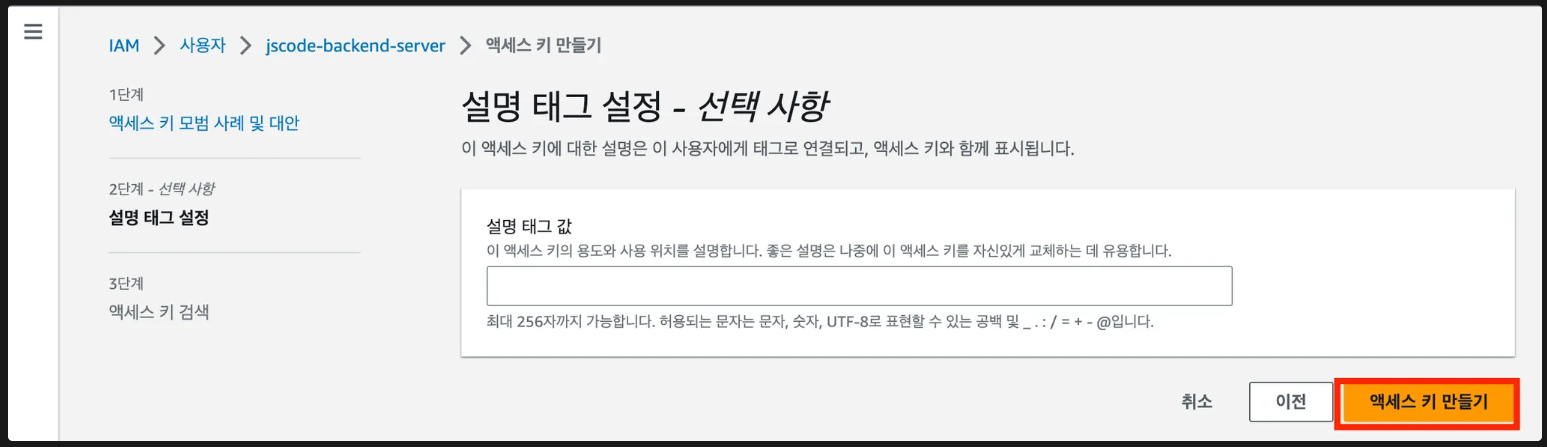 IAM > 사용자 > jscode-backend-server > 액세스 키 만들기
1단계
액세스 키 모범 사례 및 대안
2단계 - 선택 사항
설명 태그 설정
3단계
액세스 키 검색
설명 태그 설정 - 선택 사항
이 액세스 키에 대한 설명은 이 사용자에게 태그로 연결되고, 액세스 키와 함께 표시됩니다.
설명 태그 값
이 액세스 키의 용도와 사용 위치를 설명합니다. 좋은 설명은 나중에 이 액세스 키를 자신있게 교체하는 데 유용합니다.
최대 256자까지 가능합니다. 허용되는 문자는 문자, 숫자, UTF-8로 표현할 수 있는 공백 및 _ . : / = + - @입니다.
취소 이전 액세스 키 만들기